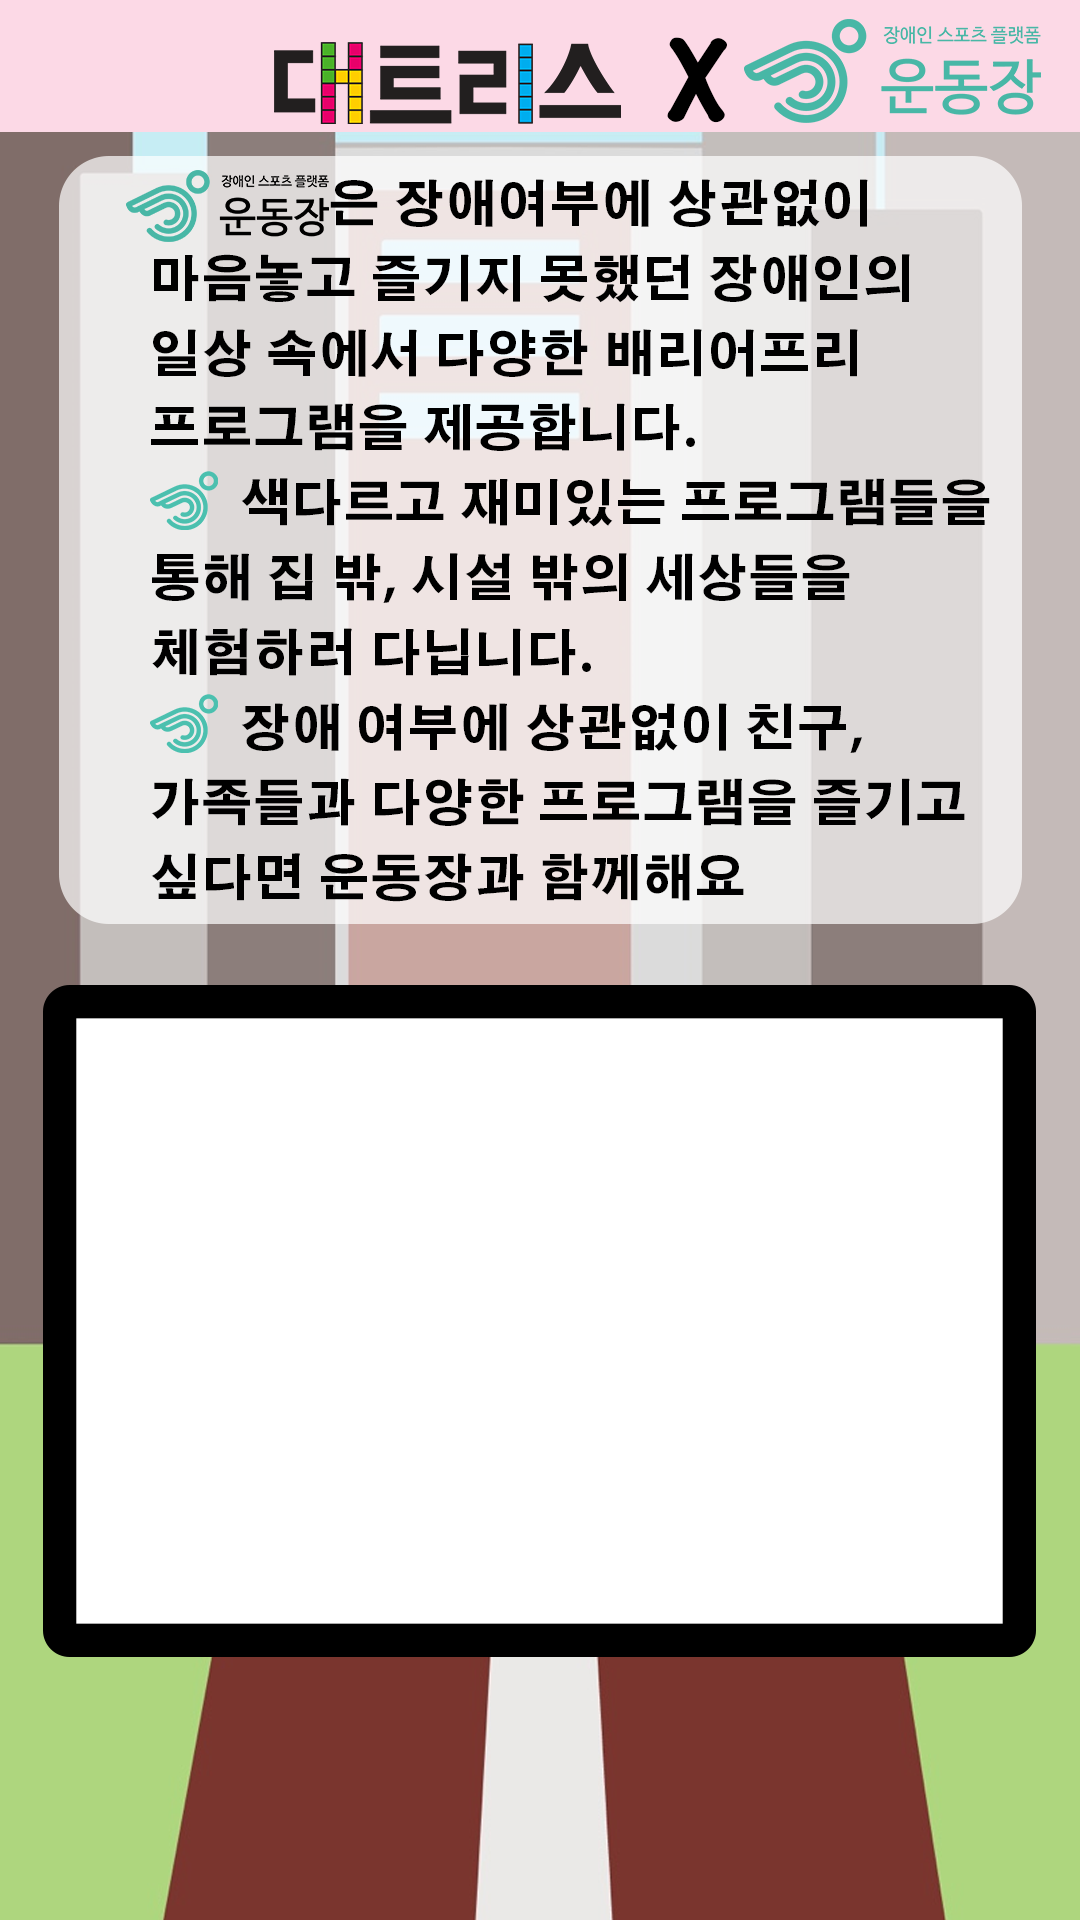 대트리스 X 장애인 스포츠 플랫폼 운동장
장애인 스포츠 플랫폼
운동장은 장애여부에 상관없이
마음놓고 즐기지 못했던 장애인의
일상 속에서 다양한 배리어프리
프로그램을 제공합니다.
색다르고 재미있는 프로그램들을
통해 집 밖, 시설 밖의 세상들을
체험하러 다닙니다.
장애 여부에 상관없이 친구,
가족들과 다양한 프로그램을 즐기고
싶다면 운동장과 함께해요